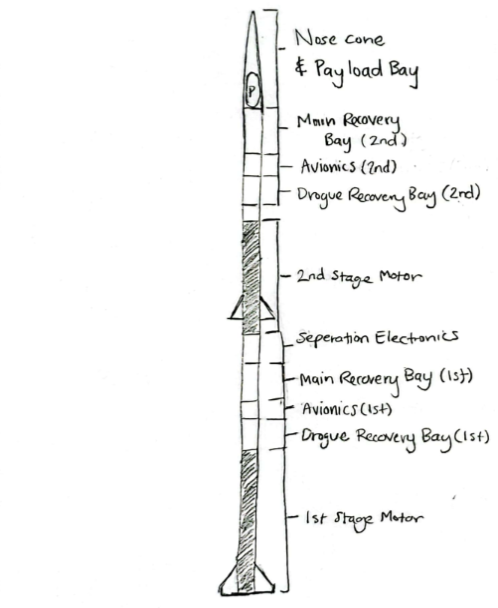 Nose cone
& Payload Bay
P
Main Recovery
Bay (2nd)
Avionics (2nd)
Drogue Recovery Bay (2nd)
2nd Stage Motor
Seperation Electronics
Main Recovery Bay (1st)
Avionics (1st)
Drogue Recovery Bay (1st)
1st Stage Motor